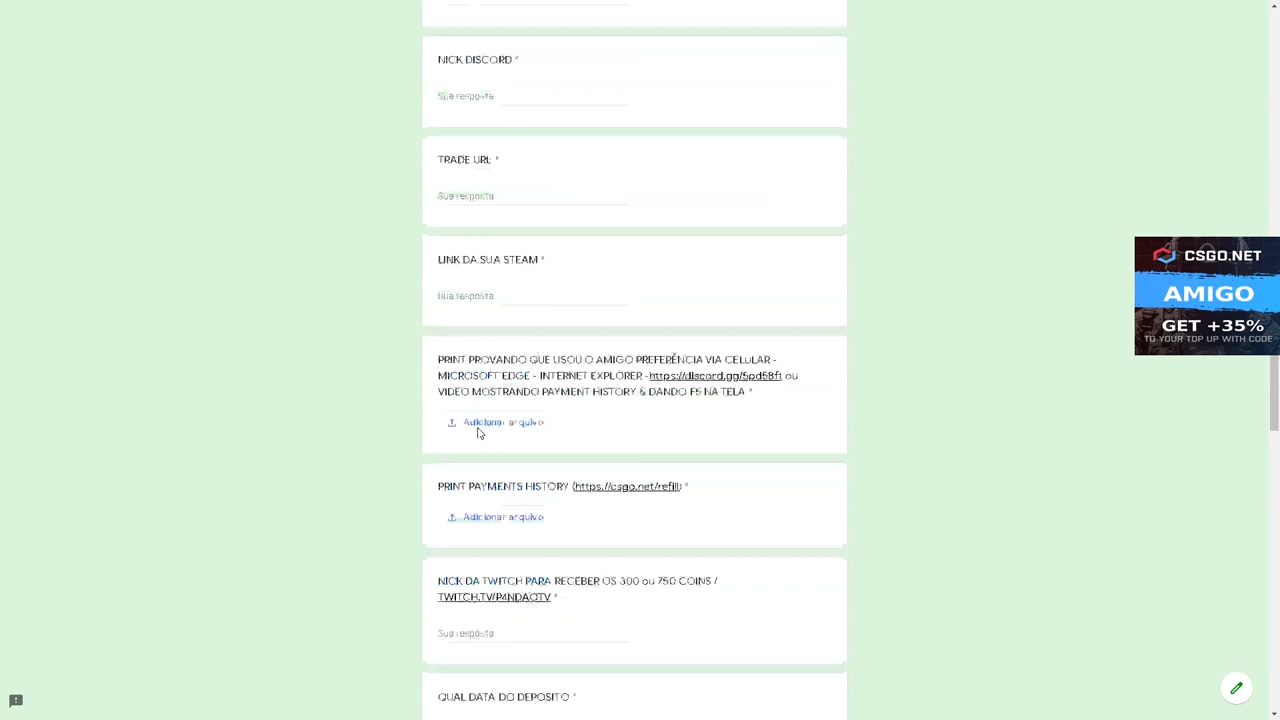 NICK DISCORD *
Sua resposta
TRADE URL *
Sua resposta
LINK DA SUA STEAM *
Sua resposta
PRINT PROVANDO QUE USOU O AMIGO PREFERÊNCIA VIA CELULAR -
MICROSOFT EDGE - INTERNET EXPLORER -https://discord.gg/5pd5Bf1 ou
VIDEO MOSTRANDO PAYMENT HISTORY & DANDO F5 NA TELA *
Adicionar arquivo
PRINT PAYMENTS HISTORY (https://csgo.net/refill) *
Adicionar arquivo
NICK DA TWITCH PARA RECEBER OS 300 ou 750 COINS /
TWITCH.TV/P4NDAOTV *
Sua resposta
QUAL DATA DO DEPOSITO *
CSGO.NET
AMIGO
GET +35%
TO YOUR TOP UP WITH CODE